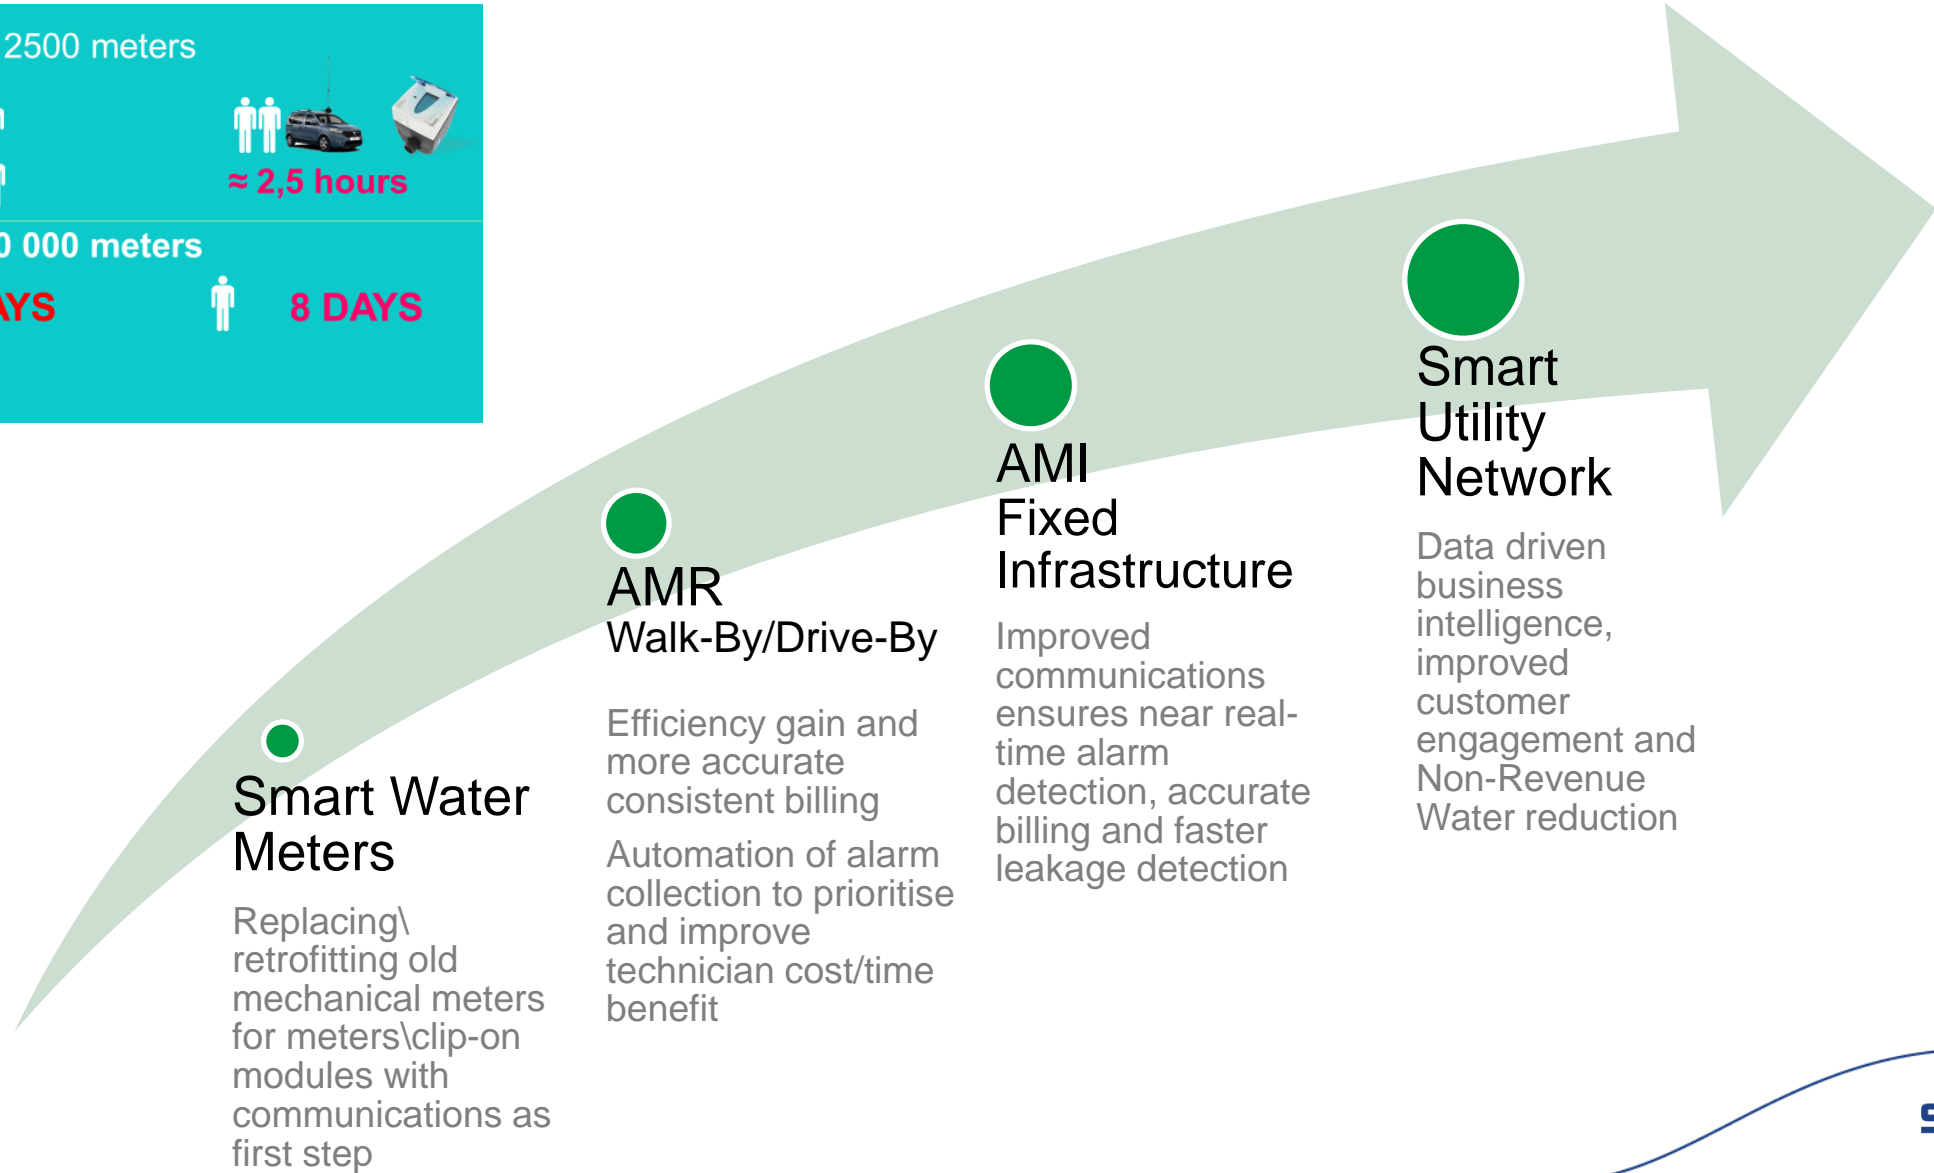 2500 meters
≈ 2,5 hours
0 000 meters
AYS
8 DAYS
Smart Water
Meters
Replacing\
retrofitting old
mechanical meters
for meters\clip-on
modules with
communications as
first step
AMR
Walk-By/Drive-By
Efficiency gain and
more accurate
consistent billing
Automation of alarm
collection to prioritise
and improve
technician cost/time
benefit
AMI
Fixed
Infrastructure
Improved
communications
ensures near real-
time alarm
detection, accurate
billing and faster
leakage detection
Smart
Utility
Network
Data driven
business
intelligence,
improved
customer
engagement and
Non-Revenue
Water reduction